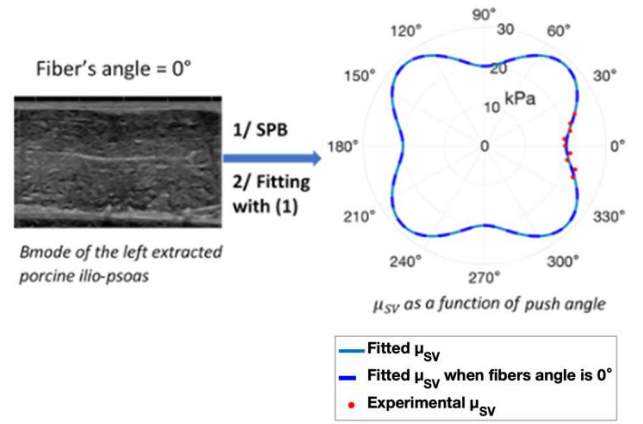 Fiber's angle = 0°
1/ SPB
2/ Fitting
with (1)
Bmode of the left extracted
porcine ilio-psoas
90°
120°
30
60°
150°
20
30°
10 kPa
180°
0
0°
210°
330°
240°
300°
270°
μSV as a function of push angle
Fitted μSV
Fitted μSV when fibers angle is 0°
Experimental μSV